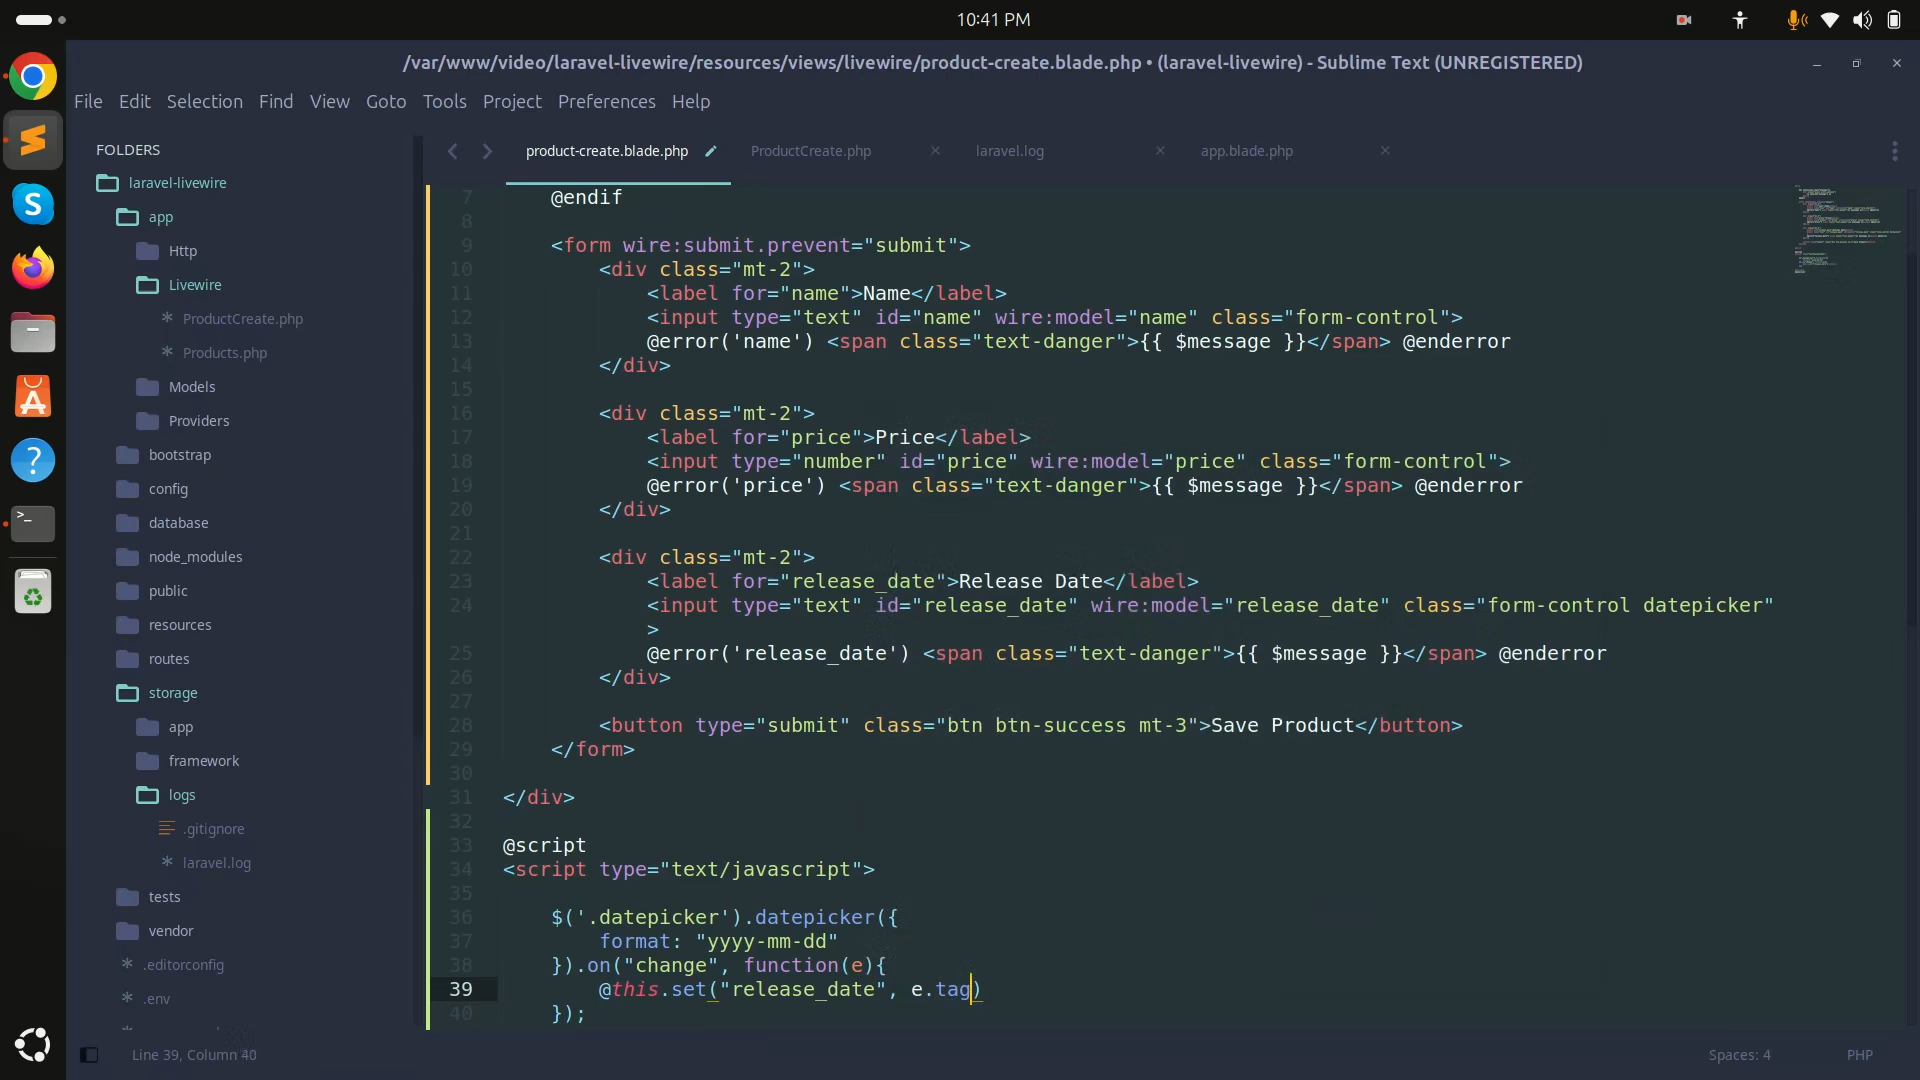 10:41 PM
/var/www/video/laravel-livewire/resources/views/livewire/product-create.blade.php • (laravel-livewire) - Sublime Text (UNREGISTERED)
File Edit Selection Find View Goto Tools Project Preferences Help
FOLDERS
laravel-livewire
app
Http
Livewire
ProductCreate.php
Products.php
Models
Providers
bootstrap
config
database
node_modules
public
resources
routes
storage
app
framework
logs
.gitignore
laravel.log
tests
vendor
.editorconfig
.env
product-create.blade.php ProductCreate.php laravel.log app.blade.php
7 @endif
8
9 <form wire:submit.prevent="submit">
10 <div class="mt-2">
11 <label for="name">Name</label>
12 <input type="text" id="name" wire:model="name" class="form-control">
13 @error('name') <span class="text-danger">{{ $message }}</span> @enderror
14 </div>
15
16 <div class="mt-2">
17 <label for="price">Price</label>
18 <input type="number" id="price" wire:model="price" class="form-control">
19 @error('price') <span class="text-danger">{{ $message }}</span> @enderror
20 </div>
21
22 <div class="mt-2">
23 <label for="release_date">Release Date</label>
24 <input type="text" id="release_date" wire:model="release_date" class="form-control datepicker"
>
25 @error('release_date') <span class="text-danger">{{ $message }}</span> @enderror
26 </div>
27
28 <button type="submit" class="btn btn-success mt-3">Save Product</button>
29 </form>
30
31 </div>
32
33 @script
34 <script type="text/javascript">
35
36 $('.datepicker').datepicker({
37 format: "yyyy-mm-dd"
38 }).on("change", function(e){
39 @this.set("release_date", e.tag)
40 });
Line 39, Column 40
Spaces: 4
PHP